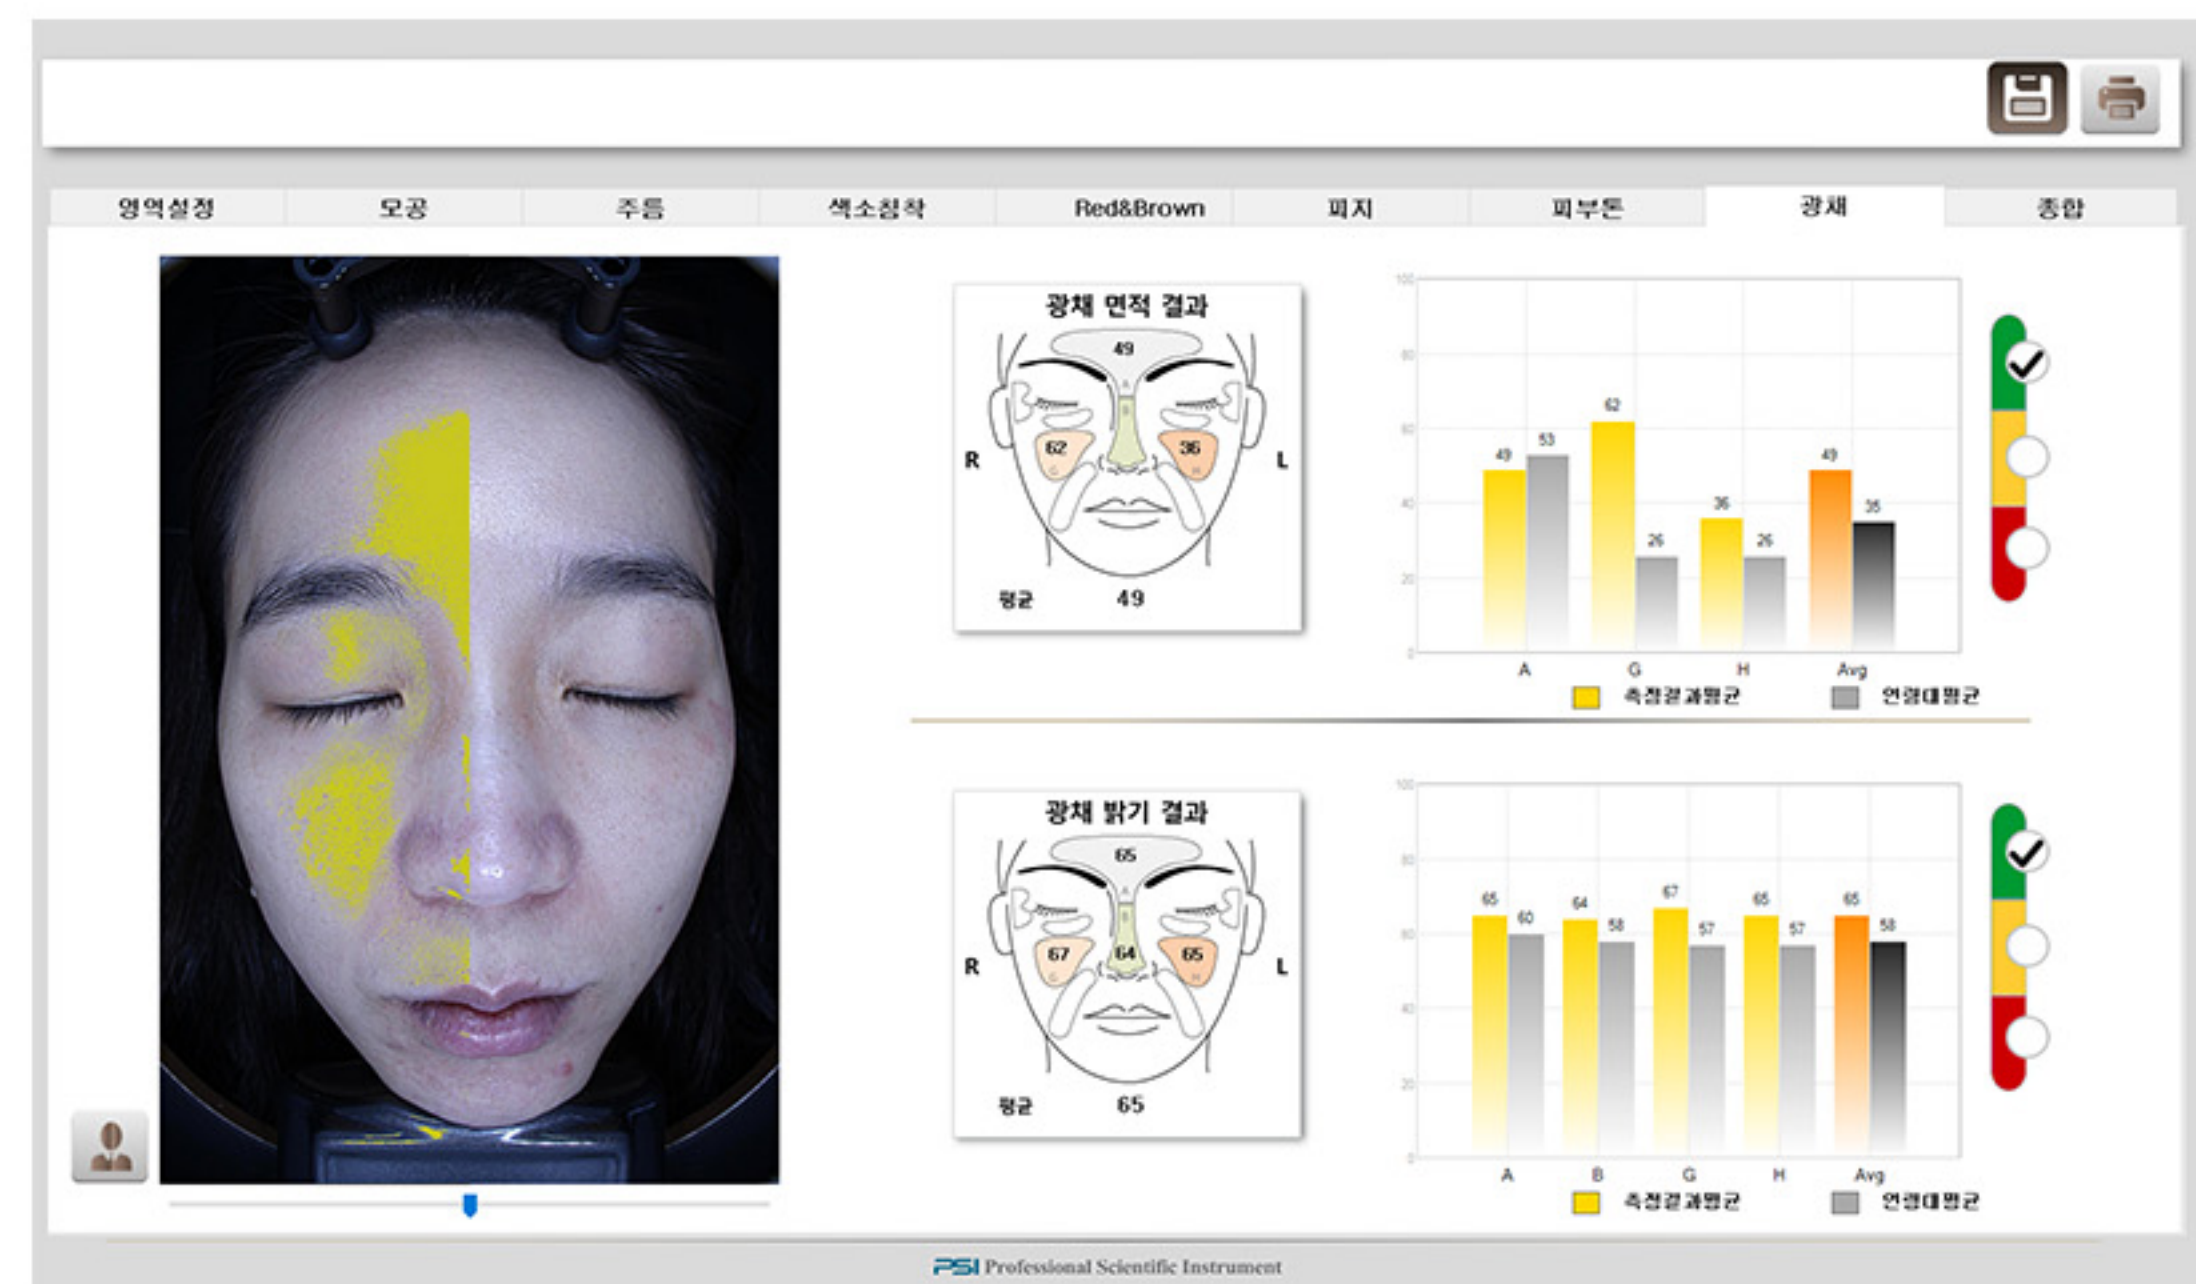 영역설정 모공 주름 색소침착 Red&Brown 피지 피부톤 광채 종합
광채 면적 결과
49
A
B
62 36
G H
R L
평균 49
100
80
60
40
20
0
49 53 62 26 36 26 49 35
A G H Avg
측정결과평균 연령대평균
광채 밝기 결과
65
A
B
67 64 65
G H
R L
평균 65
100
80
60
40
20
0
65 60 64 58 67 57 65 57 65 58
A B G H Avg
측정결과평균 연령대평균
PSI Professional Scientific Instrument